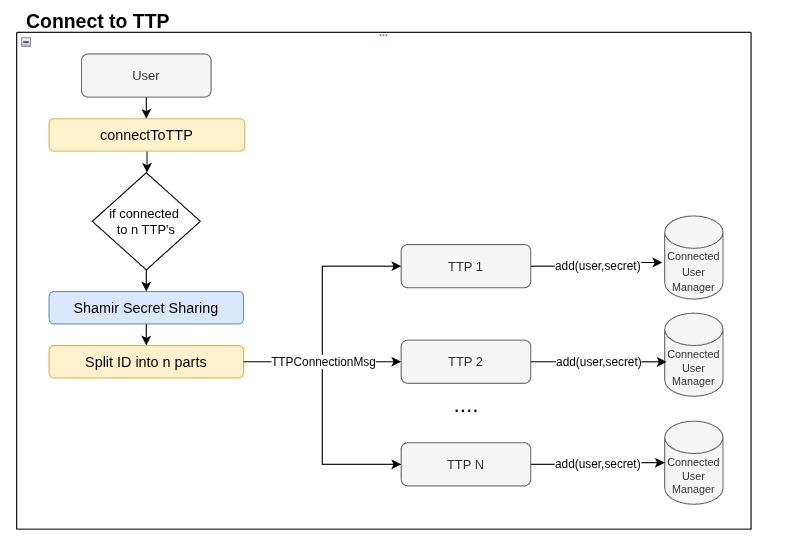 Connect to TTP
...
User
connectToTTP
if connected
to n TTP's
Shamir Secret Sharing
Split ID into n parts
TTPConnectionMsg
TTP 1
add(user,secret)
Connected
User
Manager
TTP 2
add(user,secret)
Connected
User
Manager
....
TTP N
add(user,secret)
Connected
User
Manager